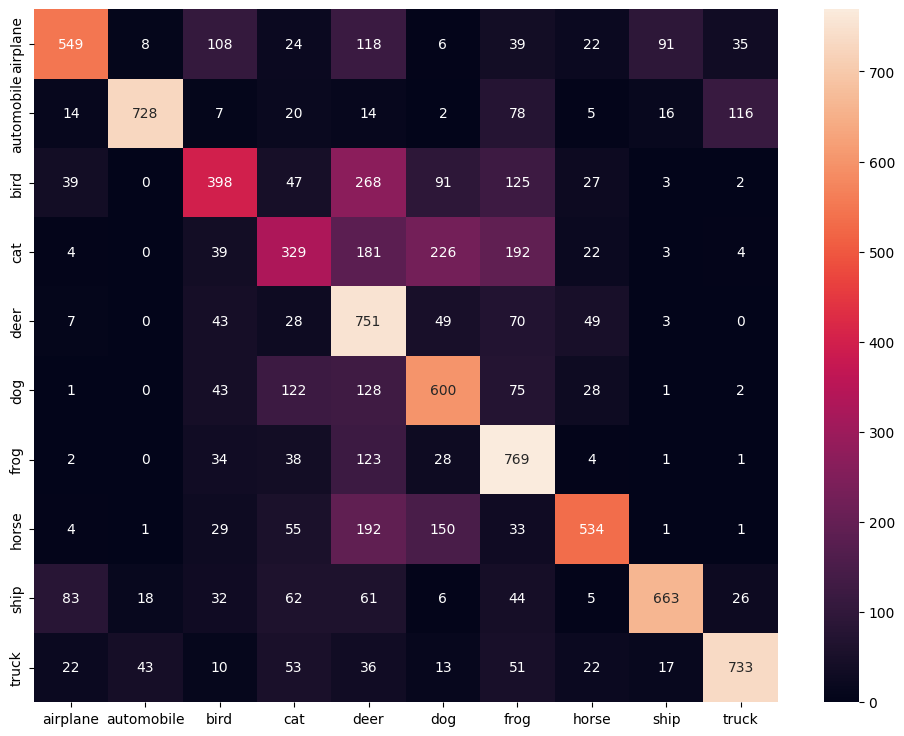 airplane 549 8 108 24 118 6 39 22 91 35
automobile 14 728 7 20 14 2 78 5 16 116
bird 39 0 398 47 268 91 125 27 3 2
cat 4 0 39 329 181 226 192 22 3 4
deer 7 0 43 28 751 49 70 49 3 0
dog 1 0 43 122 128 600 75 28 1 2
frog 2 0 34 38 123 28 769 4 1 1
horse 4 1 29 55 192 150 33 534 1 1
ship 83 18 32 62 61 6 44 5 663 26
truck 22 43 10 53 36 13 51 22 17 733
airplane automobile bird cat deer dog frog horse ship truck
700
600
500
400
300
200
100
0